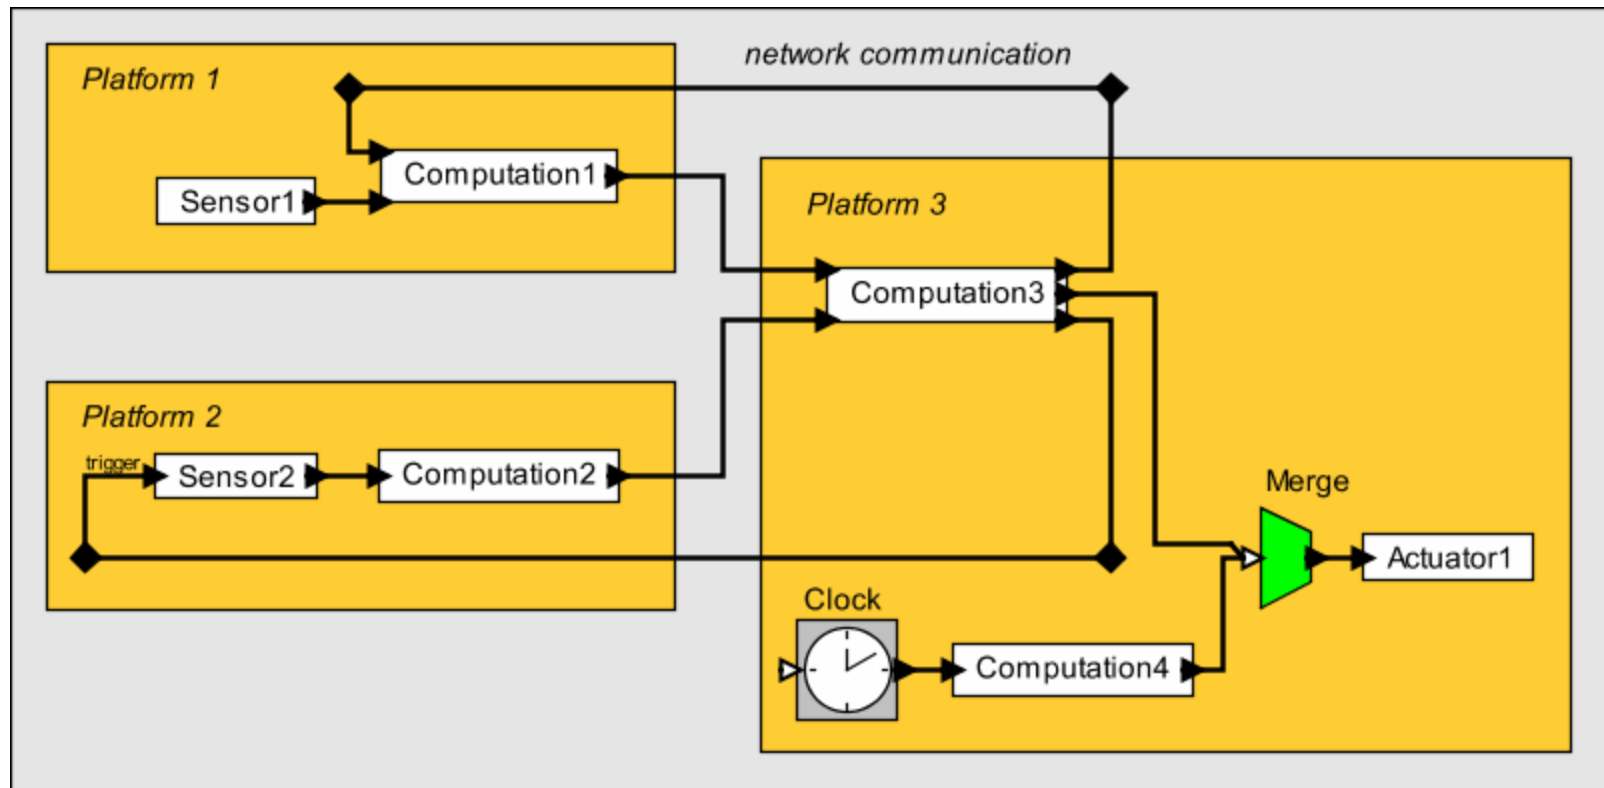 network communication
Platform 1
Computation1
Sensor1
Platform 3
Computation3
Platform 2
trigger
Sensor2
Computation2
Merge
Actuator1
Clock
Computation4